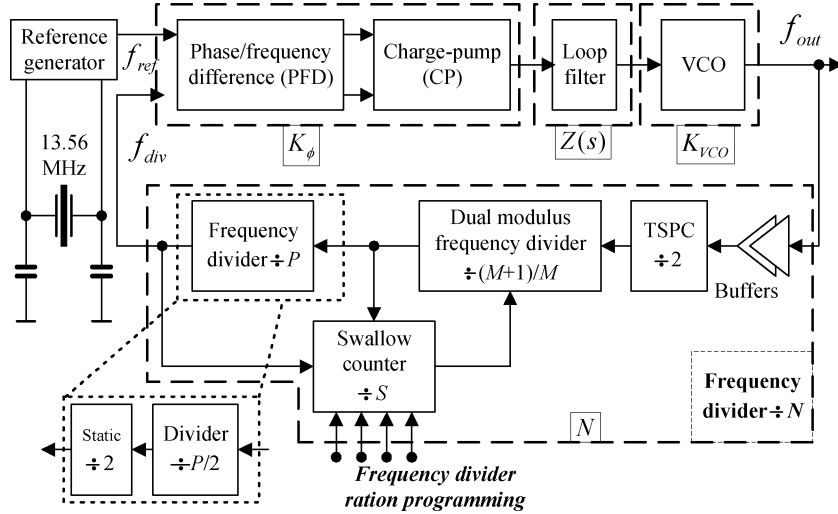 Reference
generator
f_ref
Phase/frequency
difference (PFD)
Charge-pump
(CP)
Loop
filter
VCO
f_out
K_ϕ
Z(s)
K_VCO
13.56
MHz
f_div
Frequency
divider÷P
Dual modulus
frequency divider
÷(M+1)/M
TSPC
÷2
Buffers
Swallow
counter
÷S
Frequency
divider÷N
N
Static
÷2
Divider
÷P/2
Frequency divider
ration programming